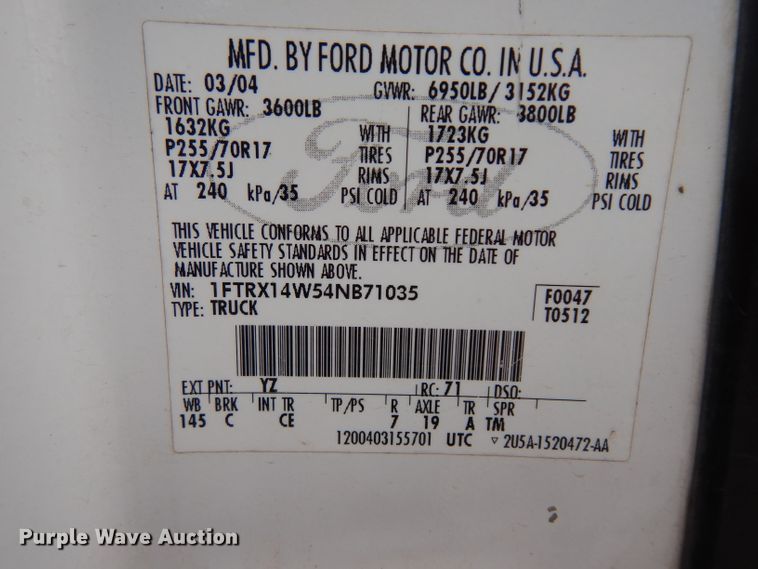 MFD. BY FORD MOTOR CO. IN U.S.A.
DATE: 03/04 GVWR: 6950LB/ 3152KG
FRONT GAWR: 3600LB REAR GAWR: 3800LB
1632KG WITH 1723KG WITH
P255/70R17 TIRES P255/70R17 TIRES
17X7.5J RIMS 17X7.5J RIMS
AT 240 kPa/35 PSI COLD AT 240 kPa/35 PSI COLD
Ford
THIS VEHICLE CONFORMS TO ALL APPLICABLE FEDERAL MOTOR
VEHICLE SAFETY STANDARDS IN EFFECT ON THE DATE OF
MANUFACTURE SHOWN ABOVE.
VIN: 1FTRX14W54NB71035 F0047
TYPE: TRUCK T0512
EXT PNT: YZ RC: 71 DSO:
WB BRK INT TR TP/PS R AXLE TR SPR
145 C CE 7 19 A TM
1200403155701 UTC ▽ 2U5A-1520472-AA
Purple Wave Auction